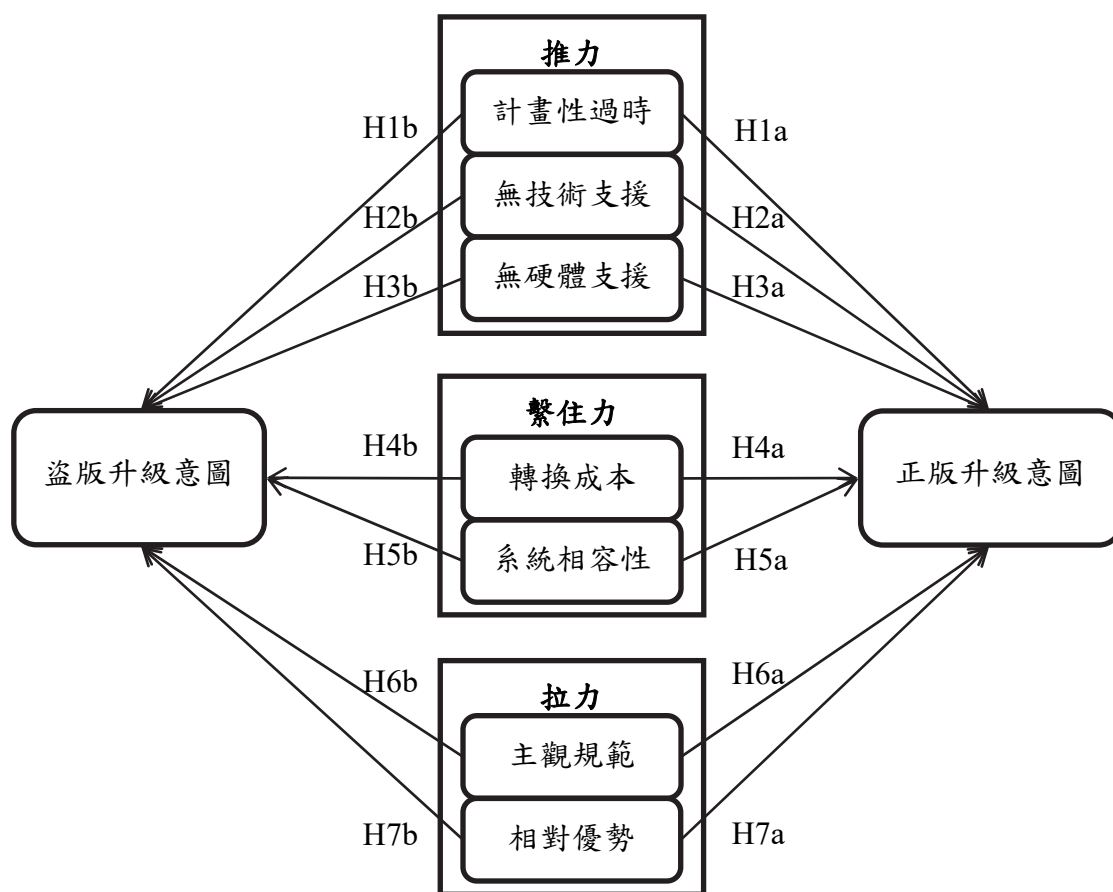 推力
計畫性過時
H1b
H1a
無技術支援
H2b
H2a
無硬體支援
H3b
H3a
繫住力
H4b
H4a
盜版升級意圖
轉換成本
正版升級意圖
H5b
系統相容性
H5a
拉力
H6b
H6a
主觀規範
相對優勢
H7b
H7a